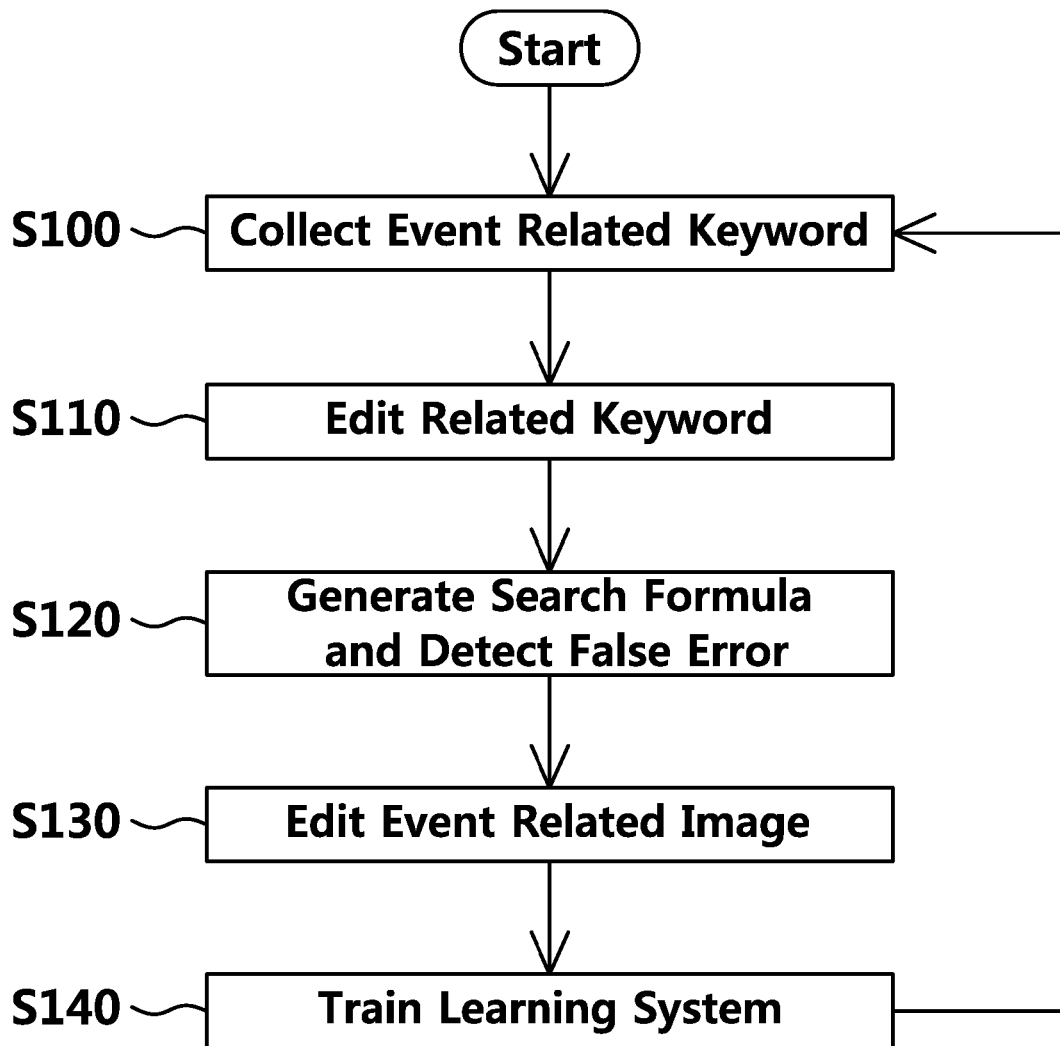 Start
S100 Collect Event Related Keyword
S110 Edit Related Keyword
S120 Generate Search Formula
and Detect False Error
S130 Edit Event Related Image
S140 Train Learning System